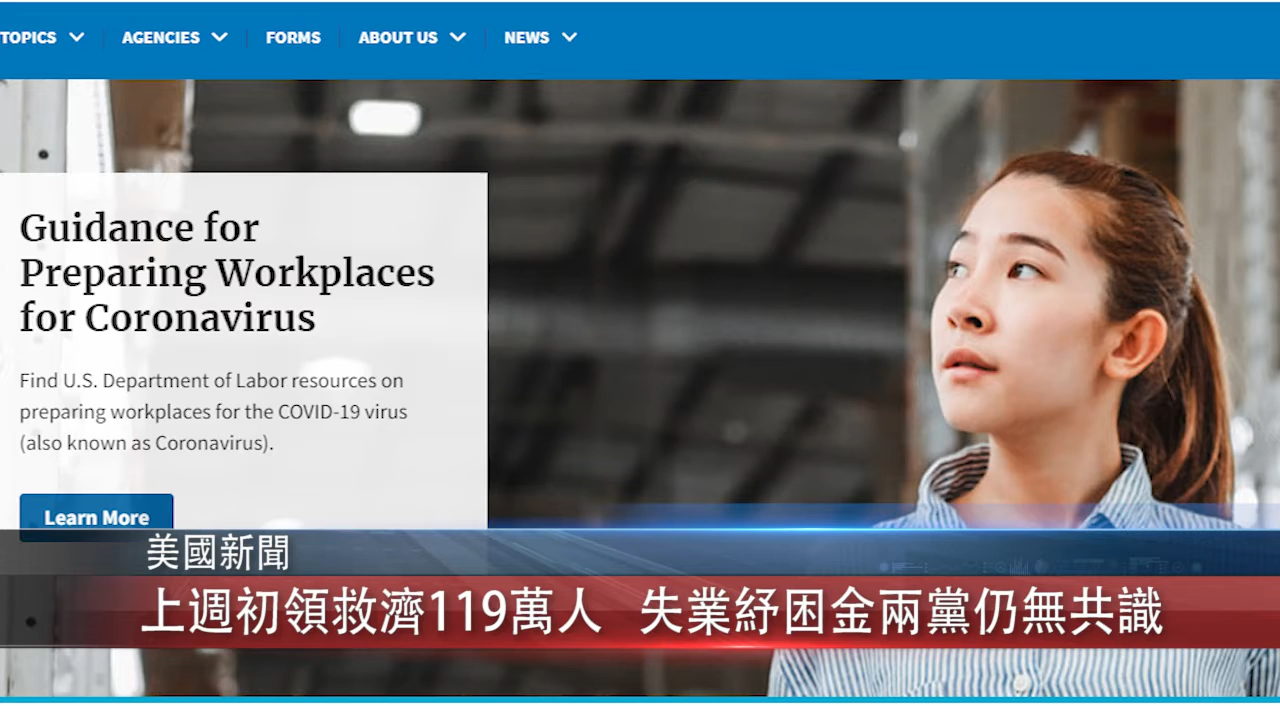 TOPICS AGENCIES FORMS ABOUT US NEWS
Guidance for
Preparing Workplaces
for Coronavirus
Find U.S. Department of Labor resources on
preparing workplaces for the COVID-19 virus
(also known as Coronavirus).
Learn More
美國新聞
上週初領救濟119萬人 失業紓困金兩黨仍無共識